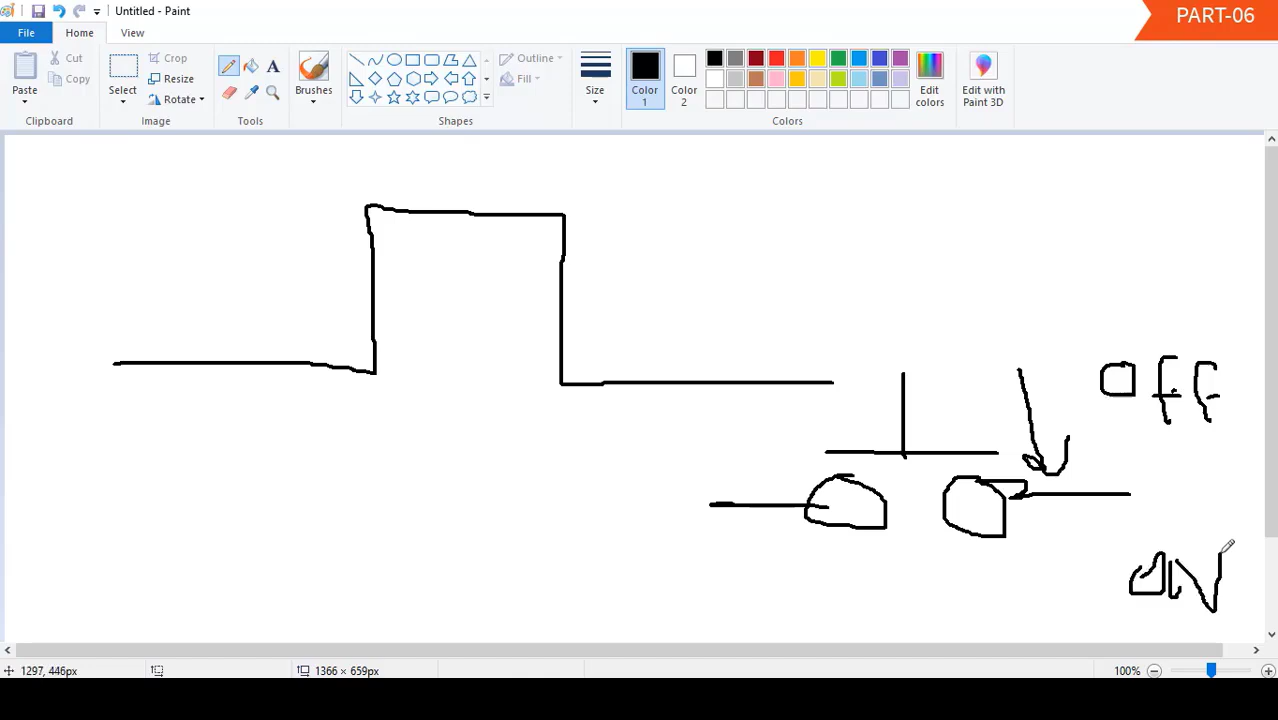 Untitled - Paint
PART-06
File
Home
View
Paste
Cut
Copy
Clipboard
Select
Crop
Resize
Rotate
Image
A
Tools
Brushes
Outline
Fill
Shapes
Size
Color 1
Color 2
Edit colors
Colors
Edit with Paint 3D
off
ON
1297, 446px
1366 × 659px
100%